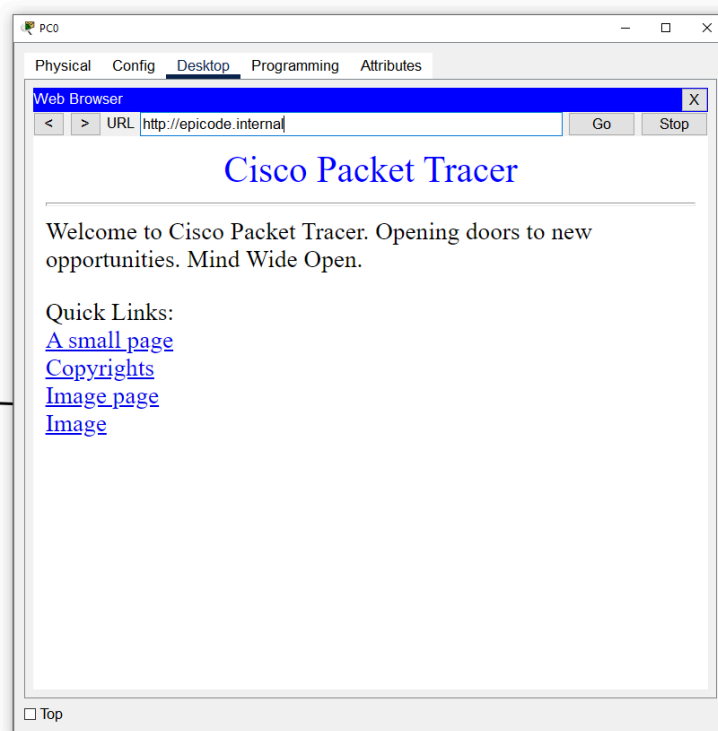 PC0
Physical Config Desktop Programming Attributes
Web Browser X
< > URL http://epicode.internal Go Stop
Cisco Packet Tracer
Welcome to Cisco Packet Tracer. Opening doors to new
opportunities. Mind Wide Open.
Quick Links:
A small page
Copyrights
Image page
Image
Top